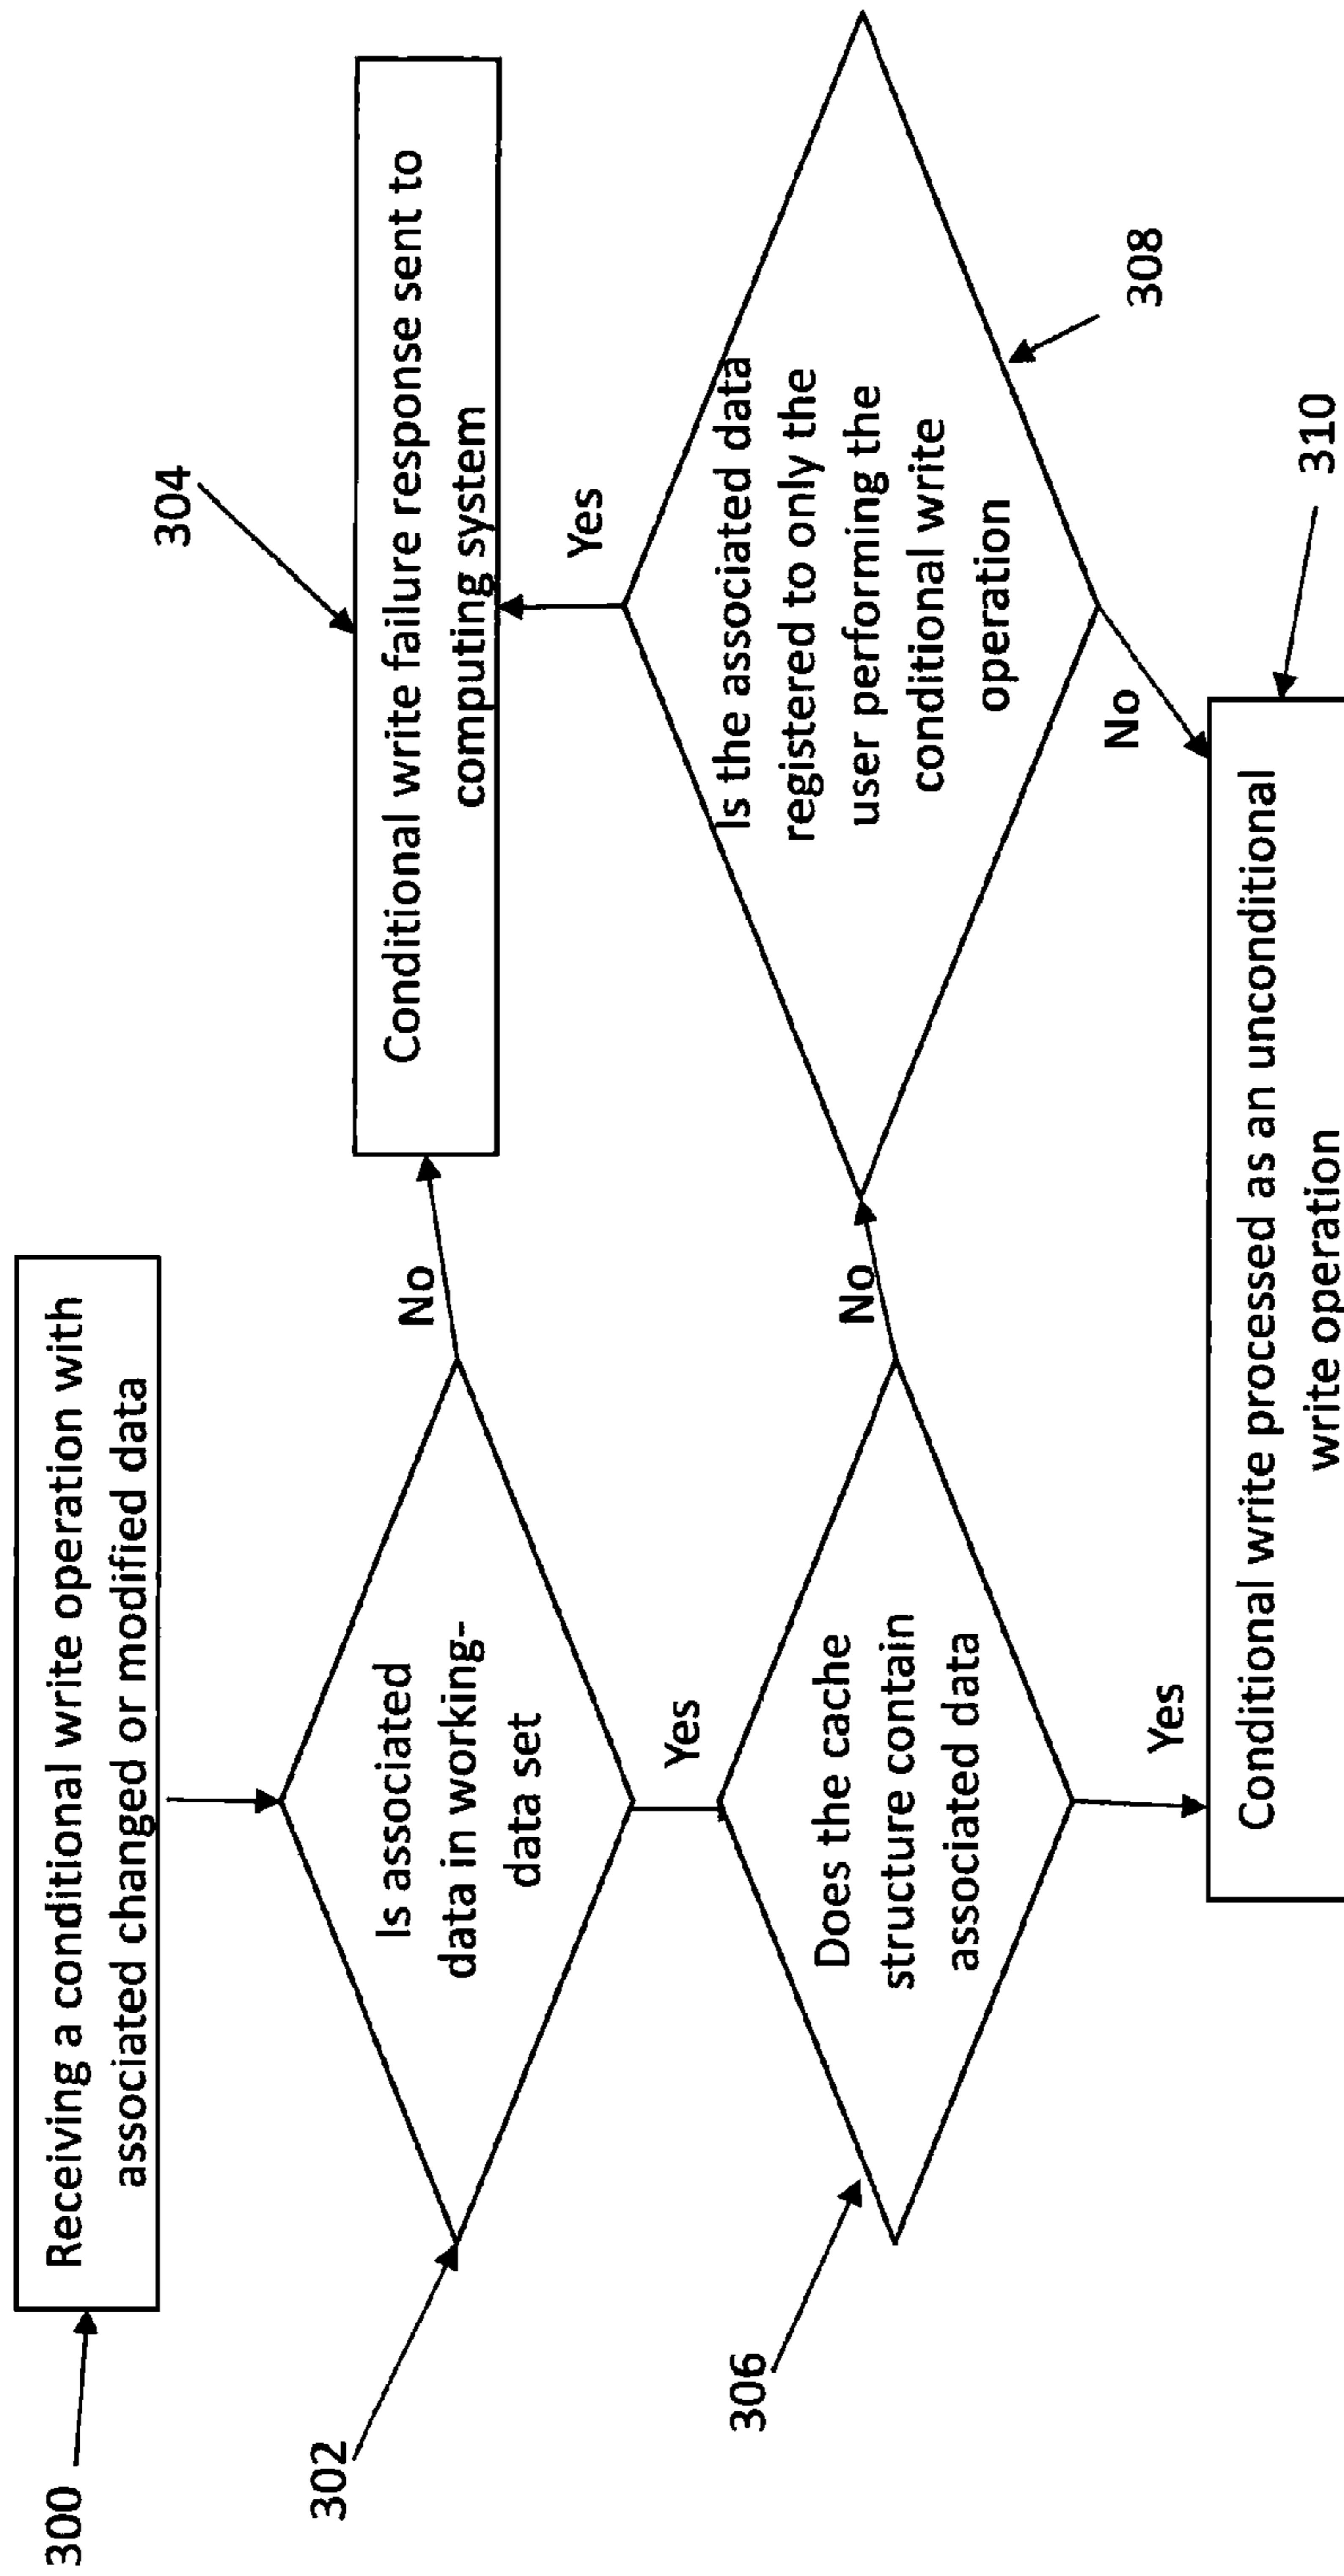 300
Receiving a conditional write operation with
associated changed or modified data
304
302
Is associated
data in working-
data set
No
Conditional write failure response sent to
computing system
Yes
Yes
306
Does the cache
structure contain
associated data
No
Is the associated data
registered to only the
user performing the
conditional write
operation
308
Yes
No
310
Conditional write processed as an unconditional
write operation